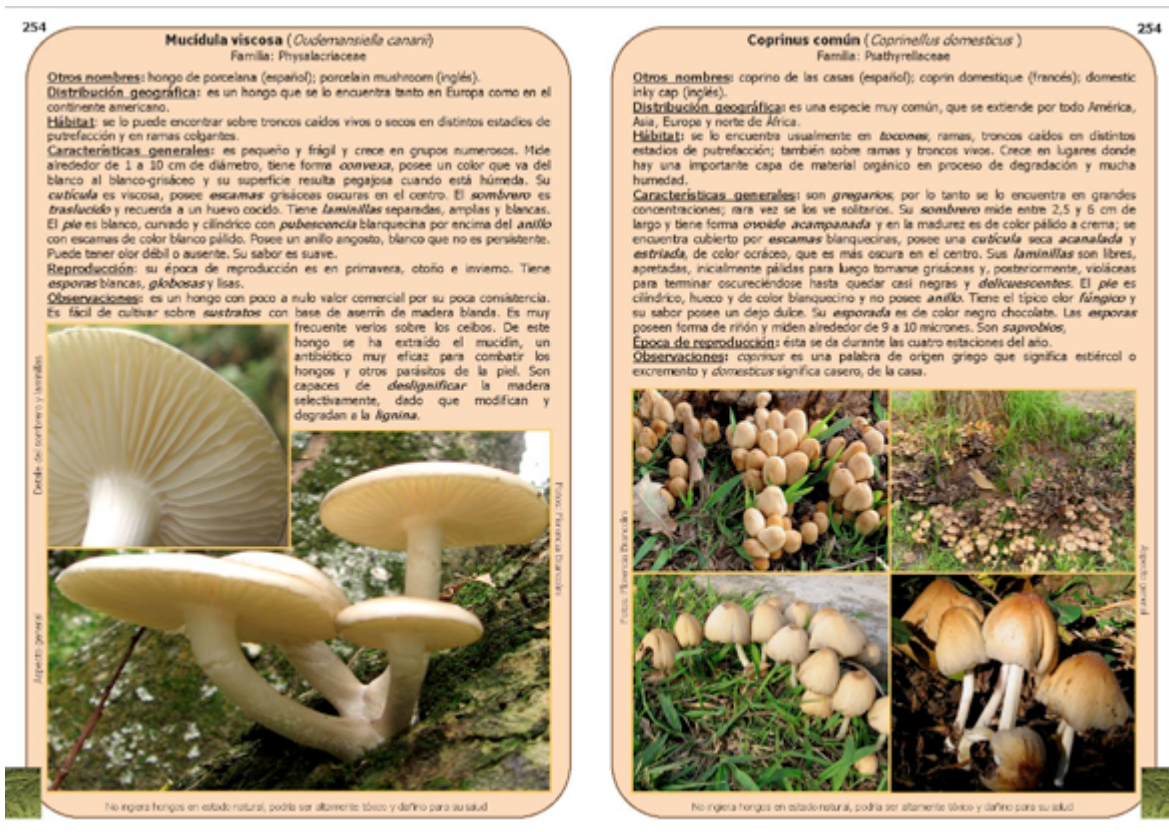 254
Mucídula viscosa (Oudemansiella canarii)
Familia: Physalacriaceae
Otros nombres: hongo de porcelana (español); porcelain mushroom (inglés).
Distribución geográfica: es un hongo que se lo encuentra tanto en Europa como en el
continente americano.
Hábitat: se lo puede encontrar sobre troncos caídos vivos o secos en distintos estadios de
putrefacción y en ramas colgantes.
Características generales: es pequeño y frágil y crece en grupos numerosos. Mide
alrededor de 1 a 10 cm de diámetro, tiene forma convexa, posee un color que va del
blanco al blanco-grisáceo y su superficie resulta pegajosa cuando está húmeda. Su
cutícula es viscosa, posee escamas grisáceas oscuras en el centro. El sombrero es
traslucido y recuerda a un huevo cocido. Tiene laminillas separadas, amplias y blancas.
El pie es blanco, curvado y cilíndrico con pubescencia blanquecina por encima del anillo
con escamas de color blanco pálido. Posee un anillo angosto, blanco que no es persistente.
Puede tener olor débil o ausente. Su sabor es suave.
Reproducción: su época de reproducción es en primavera, otoño e invierno. Tiene
esporas blancas, globosas y lisas.
Observaciones: es un hongo con poco a nulo valor comercial por su poca consistencia.
Es fácil de cultivar sobre sustratos con base de aserrín de madera blanda. Es muy
frecuente verlos sobre los ceibos. De este
hongo se ha extraído el mucidin, un
antibiótico muy eficaz para combatir los
hongos y otros parásitos de la piel. Son
capaces de deslignificar la madera
selectivamente, dado que modifican y
degradan a la lignina.
Detalle del sombrero y laminillas
Fotos: Florencia Brancolini
Aspecto general
No ingiera hongos en estado natural, podría ser altamente tóxico y dañino para su salud
254
Coprinus común (Coprinellus domesticus )
Familia: Psathyrellaceae
Otros nombres: coprino de las casas (español); coprin domestique (francés); domestic
inky cap (inglés).
Distribución geográfica: es una especie muy común, que se extiende por todo América,
Asia, Europa y norte de África.
Hábitat: se lo encuentra usualmente en tocones, ramas, troncos caídos en distintos
estadios de putrefacción; también sobre ramas y troncos vivos. Crece en lugares donde
hay una importante capa de material orgánico en proceso de degradación y mucha
humedad.
Características generales: son gregarios, por lo tanto se lo encuentra en grandes
concentraciones; rara vez se los ve solitarios. Su sombrero mide entre 2,5 y 6 cm de
largo y tiene forma ovoide acampanada y en la madurez es de color pálido a crema; se
encuentra cubierto por escamas blanquecinas, posee una cutícula seca acanalada y
estriada, de color ocráceo, que es más oscura en el centro. Sus laminillas son libres,
apretadas, inicialmente pálidas para luego tornarse grisáceas y, posteriormente, violáceas
para terminar oscureciéndose hasta quedar casi negras y delicuescentes. El pie es
cilíndrico, hueco y de color blanquecino y no posee anillo. Tiene el típico olor fúngico y
su sabor posee un dejo dulce. Su esporada es de color negro chocolate. Las esporas
poseen forma de riñón y miden alrededor de 9 a 10 micrones. Son saprobios,
Época de reproducción: ésta se da durante las cuatro estaciones del año.
Observaciones: coprinus es una palabra de origen griego que significa estiércol o
excremento y domesticus significa casero, de la casa.
Fotos: Florencia Brancolini
Aspecto general
No ingiera hongos en estado natural, podría ser altamente tóxico y dañino para su salud